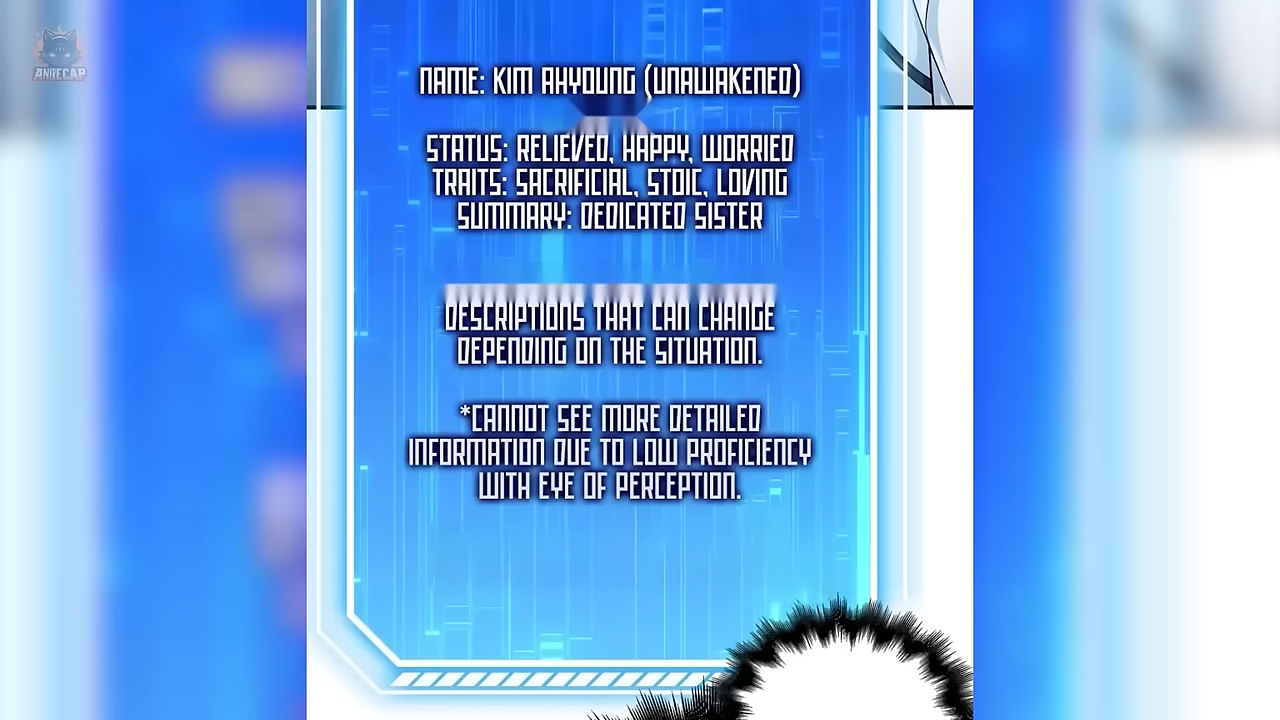 ANIRECAP
NAME: KIM AHYOUNG (UNAWAKENED)
STATUS: RELIEVED, HAPPY, WORRIED
TRAITS: SACRIFICIAL, STOIC, LOVING
SUMMARY: DEDICATED SISTER
DESCRIPTIONS THAT CAN CHANGE
DEPENDING ON THE SITUATION.
*CANNOT SEE MORE DETAILED
INFORMATION DUE TO LOW PROFICIENCY
WITH EYE OF PERCEPTION.